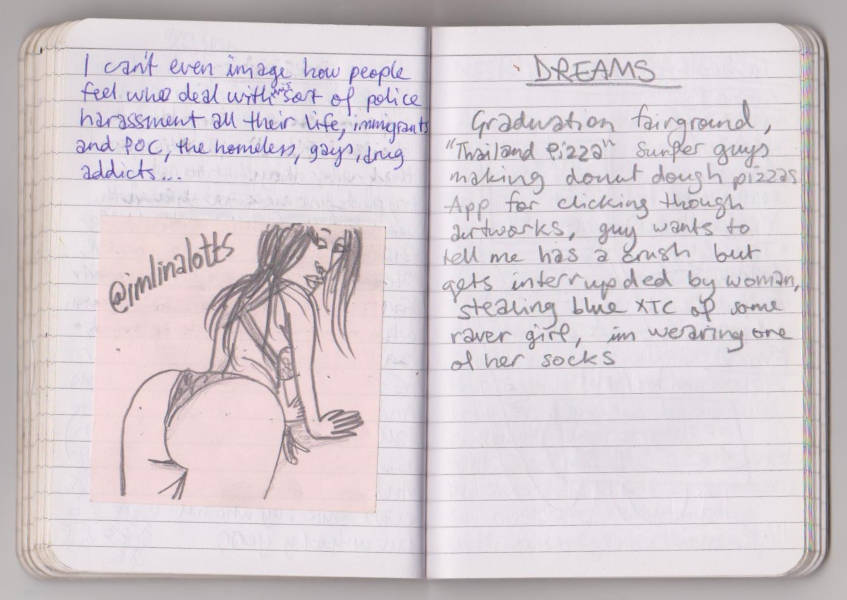 I can't even image how people
feel who deal with this sort of police
harassment all their life, immigrants
and POC, the homeless, gays, drug
addicts...
@imlinalotts
DREAMS
Graduation fairground,
"Thailand Pizza" Surfer guys
making donut dough pizzas
App for clicking though
artworks, guy wants to
tell me has a crush but
gets interrupded by woman,
stealing blue XTC of some
raver girl, im wearing one
of her socks